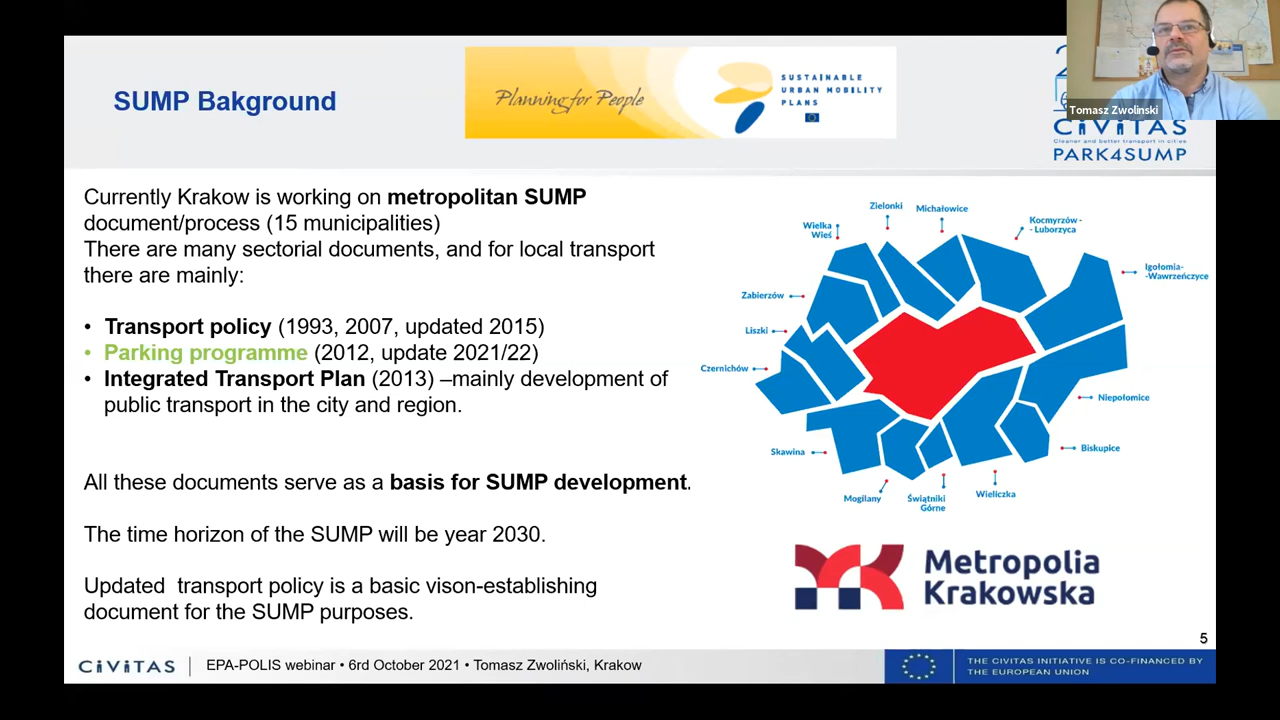 SUMP Bakground
Planning for People
SUSTAINABLE
URBAN MOBILITY
PLANS
Tomasz Zwolinski
CIVITAS
Cleaner and better transport in cities
PARK4SUMP
Currently Krakow is working on metropolitan SUMP
document/process (15 municipalities)
There are many sectorial documents, and for local transport
there are mainly:
• Transport policy (1993, 2007, updated 2015)
• Parking programme (2012, update 2021/22)
• Integrated Transport Plan (2013) –mainly development of
public transport in the city and region.
All these documents serve as a basis for SUMP development.
The time horizon of the SUMP will be year 2030.
Updated transport policy is a basic vison-establishing
document for the SUMP purposes.
Zielonki
Michałowice
Wielka
Wieś
Kocmyrzów -
- Luborzyca
Igołomia-
-Wawrzeńczyce
Zabierzów
Liszki
Czernichów
Niepołomice
Skawina
Biskupice
Mogilany
Świątniki
Górne
Wieliczka
Metropolia
Krakowska
5
CIVITAS
EPA-POLIS webinar • 6rd October 2021 • Tomasz Zwoliński, Krakow
THE CIVITAS INITIATIVE IS CO-FINANCED BY
THE EUROPEAN UNION